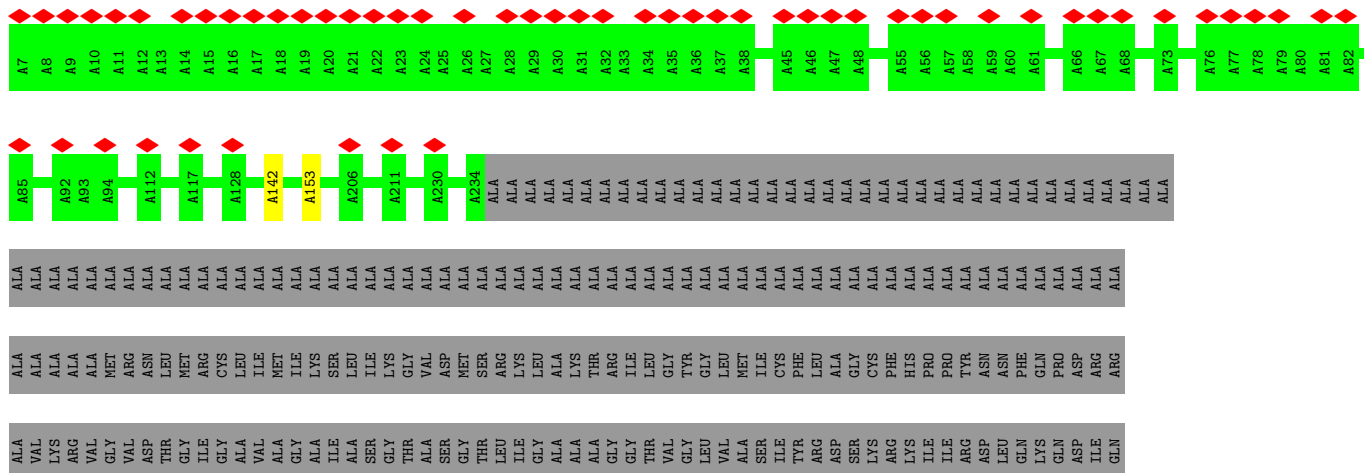 A7 A8 A9 A10 A11 A12 A13 A14 A15 A16 A17 A18 A19 A20 A21 A22 A23 A24 A25 A26 A27 A28 A29 A30 A31 A32 A33 A34 A35 A36 A37 A38 A45 A46 A47 A48 A55 A56 A57 A58 A59 A60 A61 A66 A67 A68 A73 A76 A77 A78 A79 A80 A81 A82
A85 A92 A93 A94 A112 A117 A128 A142 A153 A206 A211 A230 A234 ALA ALA ALA ALA ALA ALA ALA ALA ALA ALA ALA ALA ALA ALA ALA ALA ALA ALA ALA ALA ALA ALA ALA ALA ALA ALA ALA ALA ALA ALA ALA ALA ALA ALA ALA ALA ALA
ALA ALA ALA ALA ALA ALA ALA ALA ALA ALA ALA ALA ALA ALA ALA ALA ALA ALA ALA ALA ALA ALA ALA ALA ALA ALA ALA ALA ALA ALA ALA ALA ALA ALA ALA ALA ALA ALA ALA ALA ALA ALA ALA ALA ALA ALA ALA ALA ALA ALA ALA ALA ALA ALA ALA ALA ALA ALA ALA ALA
ALA ALA ALA ALA ALA MET ARG ASN LEU MET ARG CYS LEU ILE MET ILE LYS SER LEU ILE LYS GLY VAL ASP MET SER ARG LYS LEU ALA LYS THR ARG ILE LEU GLY TYR GLY LEU MET ILE CYS PHE LEU ALA GLY CYS PHE HIS PRO PRO TYR ASN ASN PHE GLN PRO ASP ARG ARG
ALA VAL LYS ARG VAL GLY VAL ASP THR GLY ILE GLY ALA VAL ALA GLY ALA ILE ALA SER GLY THR ALA SER GLY THR LEU ILE GLY ALA ALA ALA GLY GLY THR VAL GLY LEU VAL ALA SER ILE TYR ARG ASP SER LYS ARG LYS ILE ILE ARG ASP LEU GLN LYS GLN ASP ILE GLN